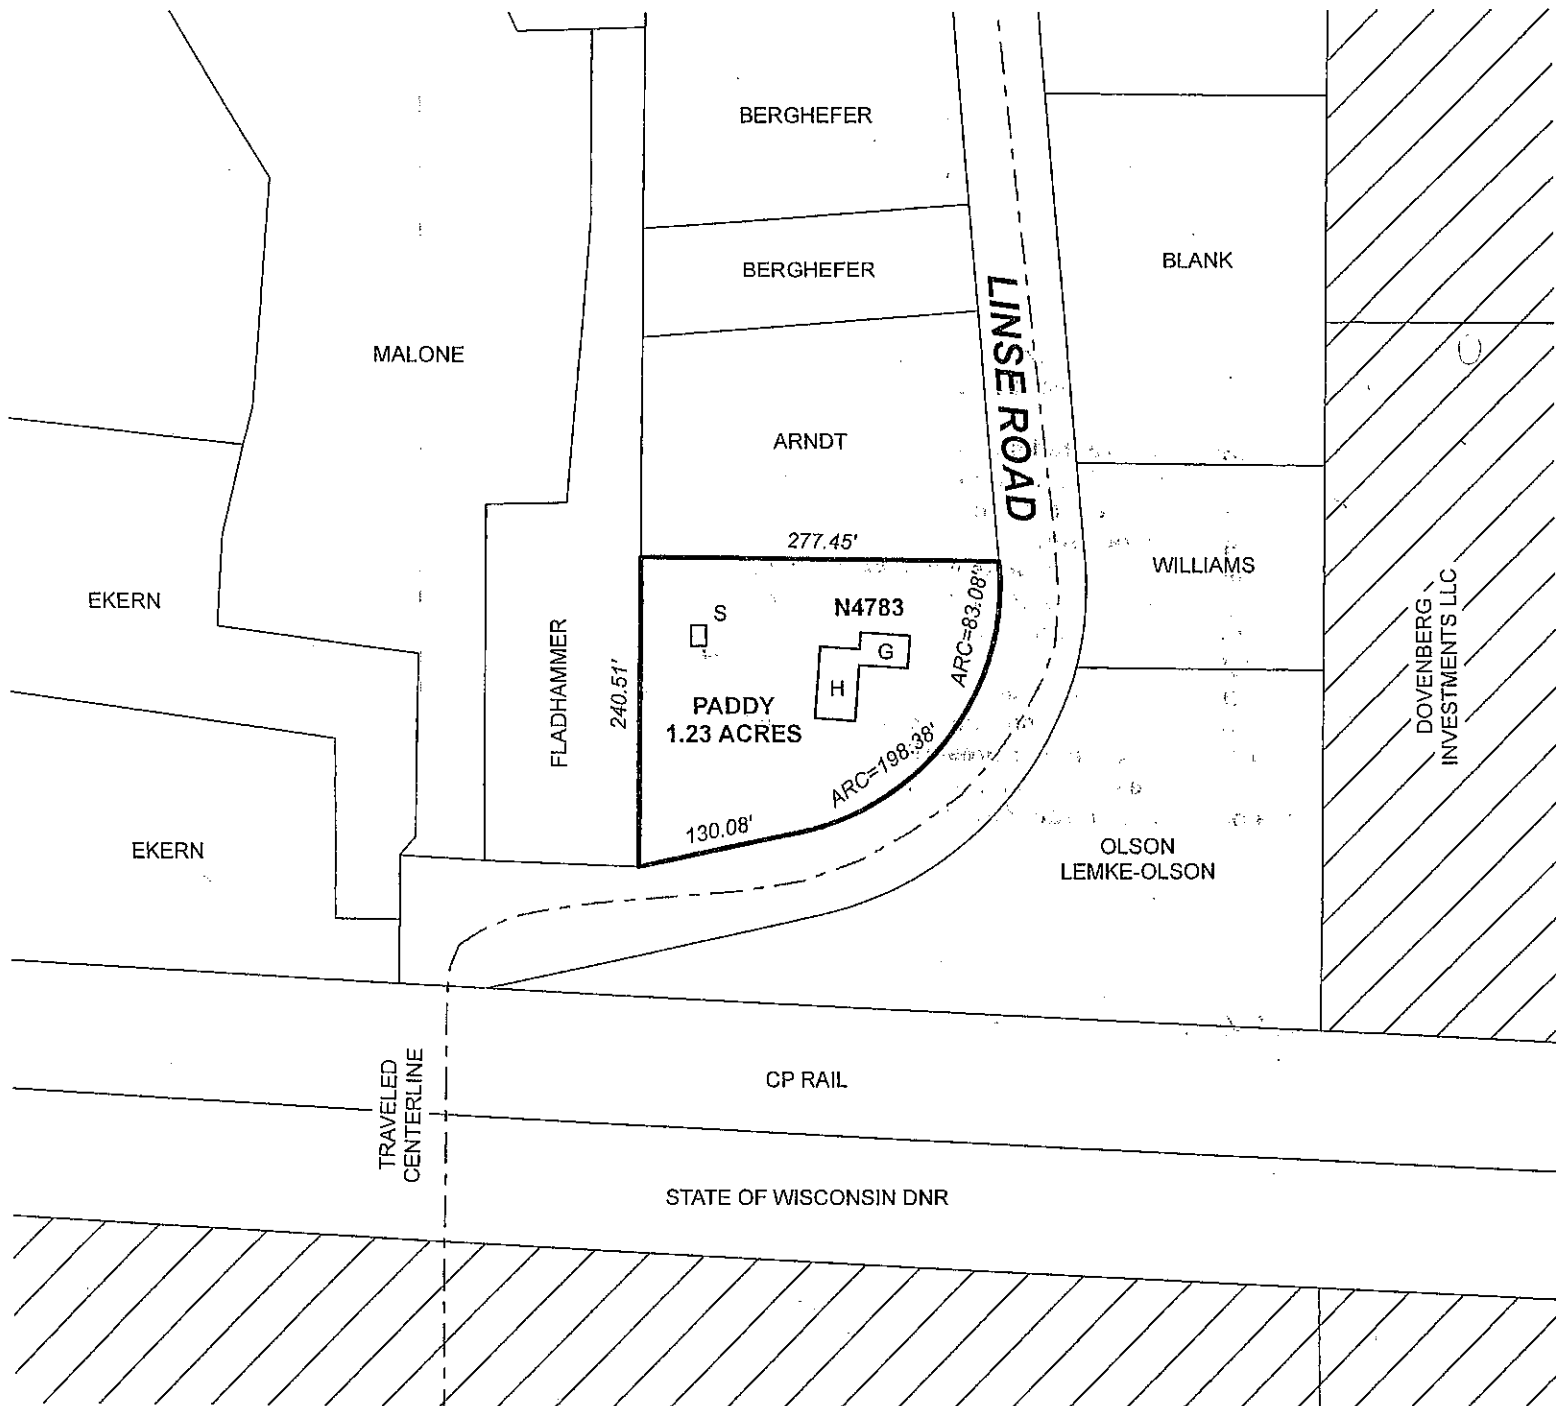 BERGHEFER
BERGHEFER
BLANK
MALONE
LINSE ROAD
ARNDT
277.45'
WILLIAMS
EKERN
FLADHAMMER
240.51'
S
N4783
G
H
ARC=83.08'
PADDY
1.23 ACRES
ARC=198.38'
130.08'
DOVENBERG
INVESTMENTS LLC
EKERN
OLSON
LEMKE-OLSON
TRAVELED
CENTERLINE
CP RAIL
STATE OF WISCONSIN DNR